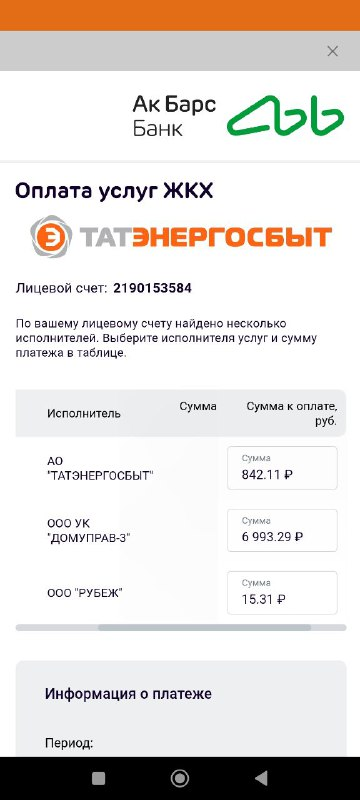 Ак Барс
Банк
Оплата услуг ЖКХ
Э ТАТЭНЕРГОСБЫТ
Лицевой счет: 2190153584
По вашему лицевому счету найдено несколько
исполнителей. Выберите исполнителя услуг и сумму
платежа в таблице.
Исполнитель Сумма Сумма к оплате,
руб.
АО
"ТАТЭНЕРГОСБЫТ"
Сумма
842.11 ₽
ООО УК
"ДОМУПРАВ-3"
Сумма
6 993.29 ₽
ООО "РУБЕЖ"
Сумма
15.31 ₽
Информация о платеже
Период: